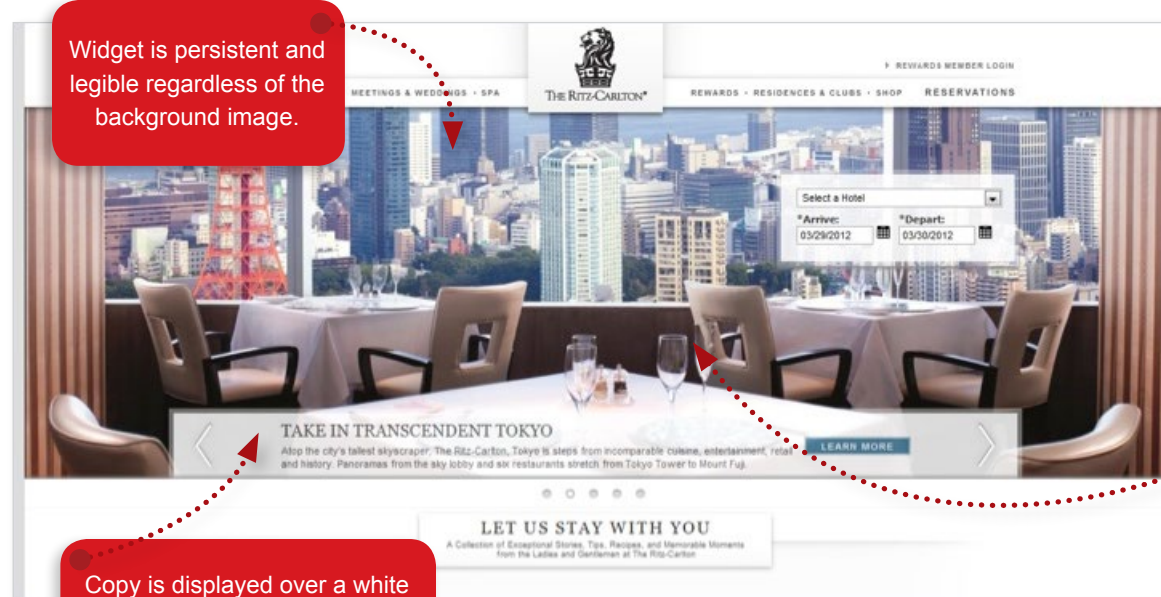 Widget is persistent and
legible regardless of the
background image.
REWARDS MEMBER LOGIN
MEETINGS & WEDDINGS • SPA
THE RITZ-CARLTON®
REWARDS • RESIDENCES & CLUBS • SHOP RESERVATIONS
Select a Hotel
*Arrive: *Depart:
03/29/2012 03/30/2012
TAKE IN TRANSCENDENT TOKYO
Atop the city's tallest skyscraper, The Ritz-Carlton, Tokyo is steps from incomparable cuisine, entertainment, retail
and history. Panoramas from the sky lobby and six restaurants stretch from Tokyo Tower to Mount Fuji.
LEARN MORE
LET US STAY WITH YOU
A Collection of Exceptional Stories, Tips, Recipes, and Memorable Moments
from the Ladies and Gentlemen at The Ritz-Carlton
Copy is displayed over a white